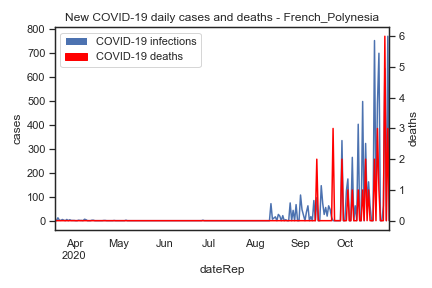 New COVID-19 daily cases and deaths - French_Polynesia
COVID-19 infections
COVID-19 deaths
800
700
600
500
400
300
200
100
0
cases
6
5
4
3
2
1
0
deaths
Apr May Jun Jul Aug Sep Oct
2020
dateRep